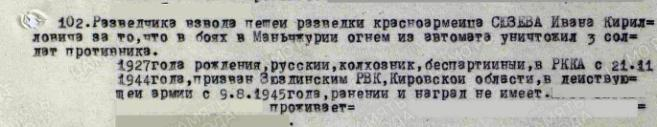 102.Разведчика взвода пешей разведки красноармейца СЕЗЕВА Ивана Кирил=
ловича за то,что в боях в Маньчжурии огнем из автомата уничтожил 3 сол=
дат противника.
1927года рождения,русский,колхозник,беспартийный,в РККА с 21.11
1944года,призван Зюздинским РВК,Кировской области,в действую=
щей армии с 9.8.1945года,ранений и наград не имеет.
проживает= =